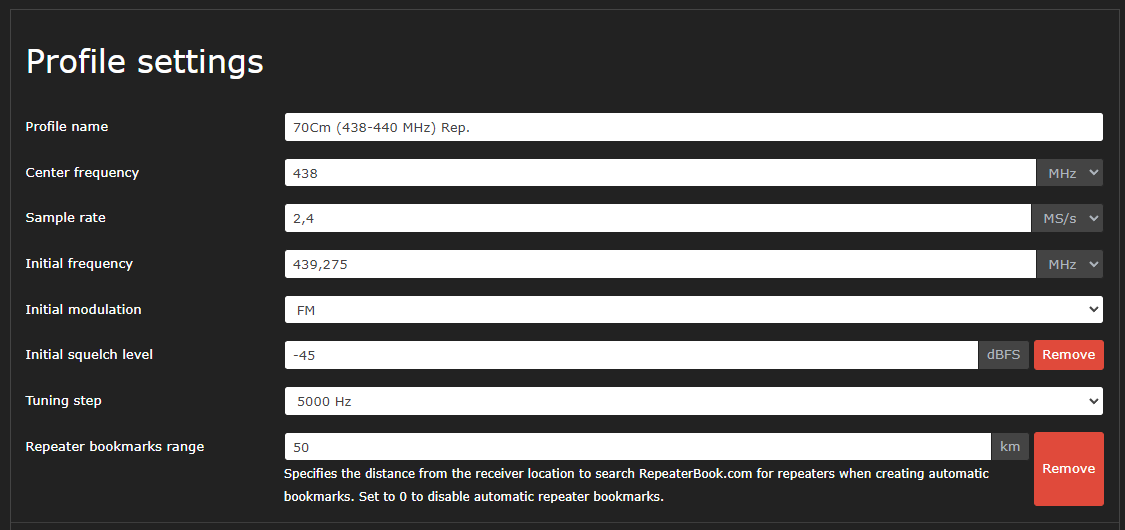 Profile settings
Profile name
70Cm (438-440 MHz) Rep.
Center frequency
438
MHz
Sample rate
2,4
MS/s
Initial frequency
439,275
MHz
Initial modulation
FM
Initial squelch level
-45
dBFS
Remove
Tuning step
5000 Hz
Repeater bookmarks range
50
km
Remove
Specifies the distance from the receiver location to search RepeaterBook.com for repeaters when creating automatic
bookmarks. Set to 0 to disable automatic repeater bookmarks.